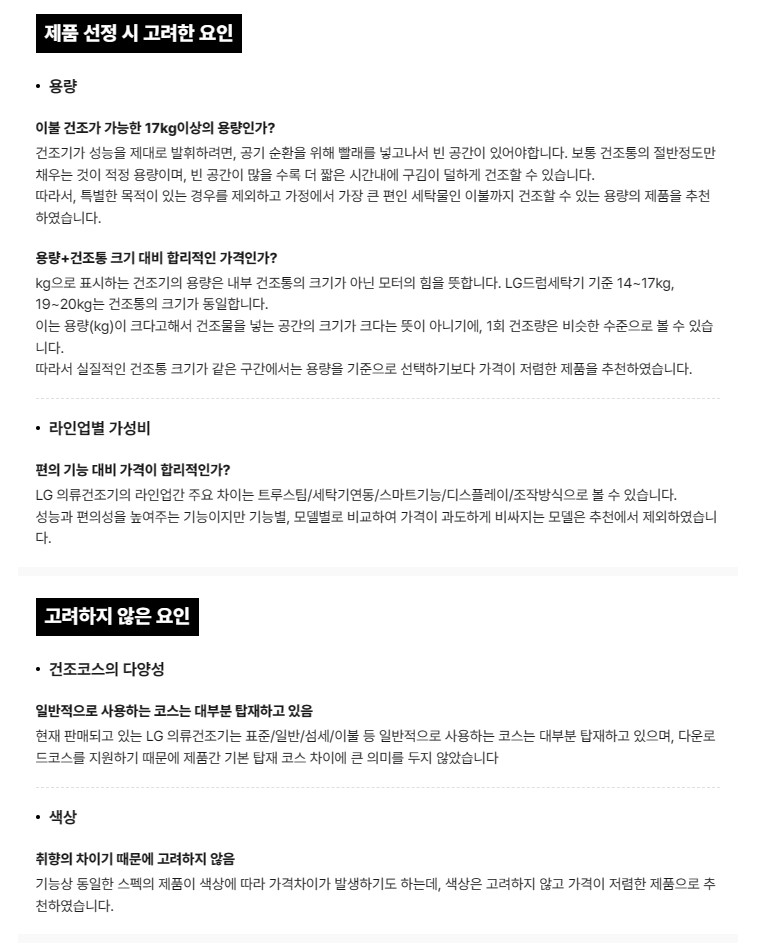 제품 선정 시 고려한 요인
• 용량
이불 건조가 가능한 17kg이상의 용량인가?
건조기가 성능을 제대로 발휘하려면, 공기 순환을 위해 빨래를 넣고나서 빈 공간이 있어야합니다. 보통 건조통의 절반정도만
채우는 것이 적정 용량이며, 빈 공간이 많을 수록 더 짧은 시간내에 구김이 덜하게 건조할 수 있습니다.
따라서, 특별한 목적이 있는 경우를 제외하고 가정에서 가장 큰 편인 세탁물인 이불까지 건조할 수 있는 용량의 제품을 추천
하였습니다.
용량+건조통 크기 대비 합리적인 가격인가?
kg으로 표시하는 건조기의 용량은 내부 건조통의 크기가 아닌 모터의 힘을 뜻합니다. LG드럼세탁기 기준 14~17kg,
19~20kg는 건조통의 크기가 동일합니다.
이는 용량(kg)이 크다고해서 건조물을 넣는 공간의 크기가 크다는 뜻이 아니기에, 1회 건조량은 비슷한 수준으로 볼 수 있습
니다.
따라서 실질적인 건조통 크기가 같은 구간에서는 용량을 기준으로 선택하기보다 가격이 저렴한 제품을 추천하였습니다.
• 라인업별 가성비
편의 기능 대비 가격이 합리적인가?
LG 의류건조기의 라인업간 주요 차이는 트루스팀/세탁기연동/스마트기능/디스플레이/조작방식으로 볼 수 있습니다.
성능과 편의성을 높여주는 기능이지만 기능별, 모델별로 비교하여 가격이 과도하게 비싸지는 모델은 추천에서 제외하였습니
다.
고려하지 않은 요인
• 건조코스의 다양성
일반적으로 사용하는 코스는 대부분 탑재하고 있음
현재 판매되고 있는 LG 의류건조기는 표준/일반/섬세/이불 등 일반적으로 사용하는 코스는 대부분 탑재하고 있으며, 다운로
드코스를 지원하기 때문에 제품간 기본 탑재 코스 차이에 큰 의미를 두지 않았습니다
• 색상
취향의 차이기 때문에 고려하지 않음
기능상 동일한 스펙의 제품이 색상에 따라 가격차이가 발생하기도 하는데, 색상은 고려하지 않고 가격이 저렴한 제품으로 추
천하였습니다.